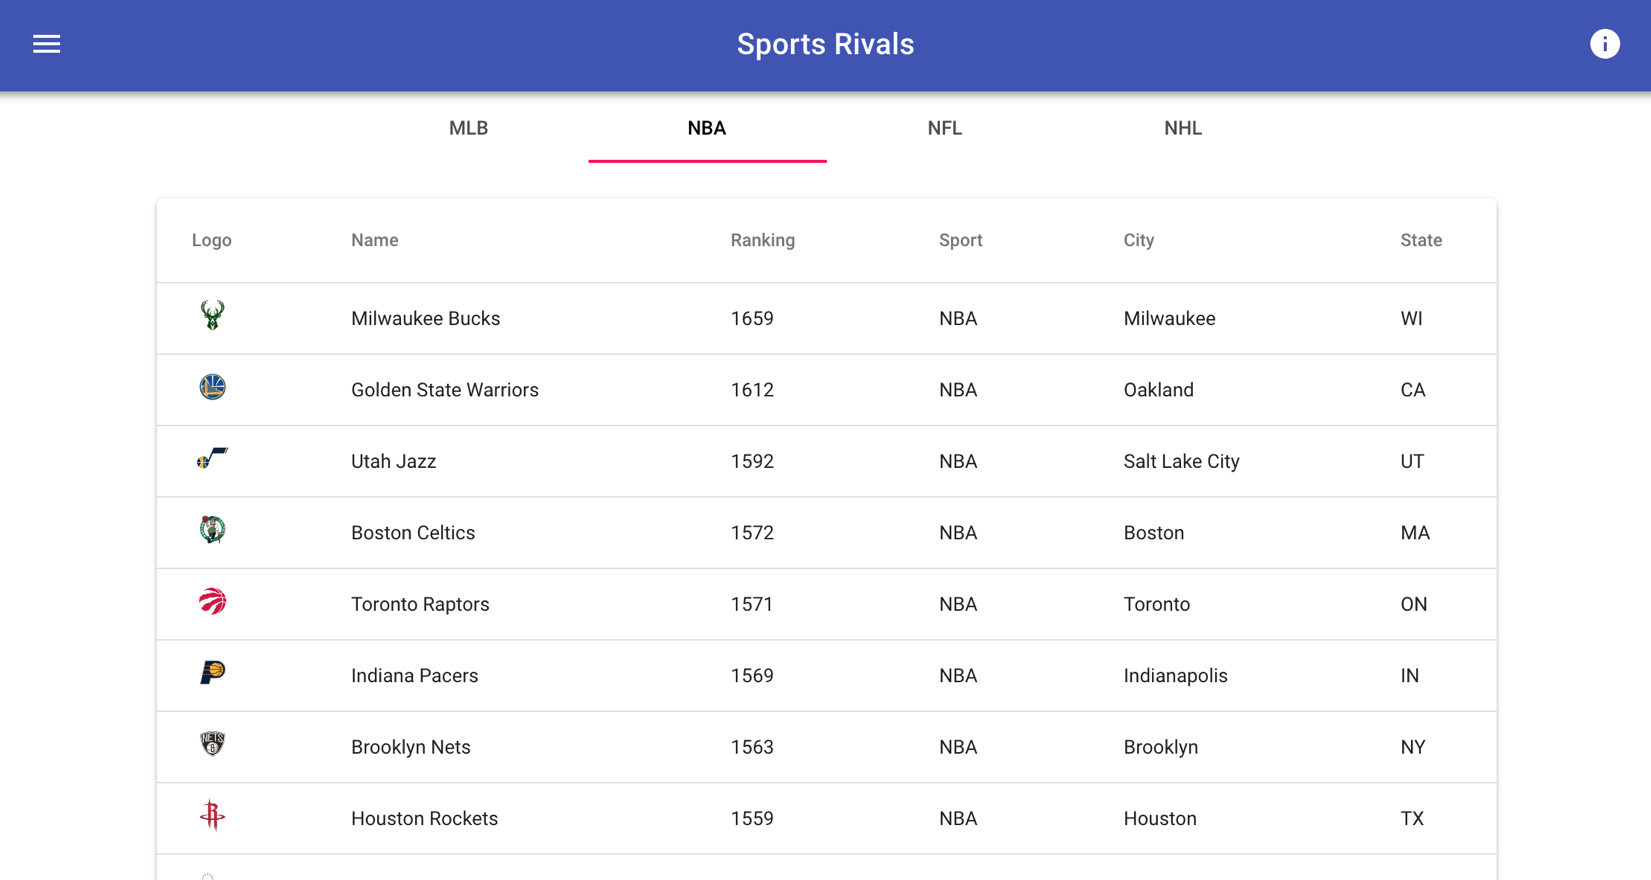 Sports Rivals
MLB NBA NFL NHL
Logo Name Ranking Sport City State
Milwaukee Bucks 1659 NBA Milwaukee WI
Golden State Warriors 1612 NBA Oakland CA
Utah Jazz 1592 NBA Salt Lake City UT
Boston Celtics 1572 NBA Boston MA
Toronto Raptors 1571 NBA Toronto ON
Indiana Pacers 1569 NBA Indianapolis IN
NETS Brooklyn Nets 1563 NBA Brooklyn NY
Houston Rockets 1559 NBA Houston TX